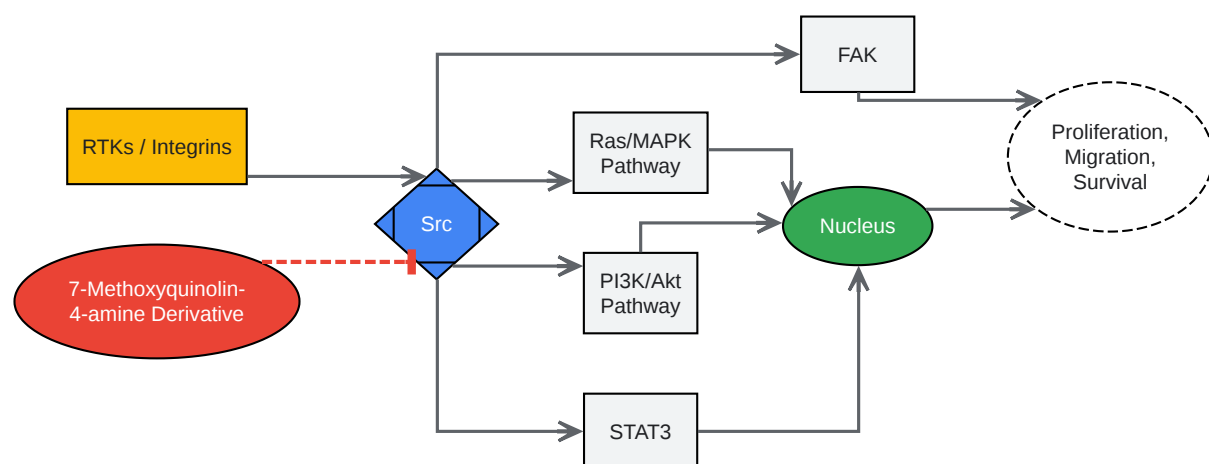 FAK
RTKs / Integrins
Ras/MAPK
Pathway
Proliferation,
Migration,
Survival
Src
Nucleus
7-Methoxyquinolin-
4-amine Derivative
PI3K/Akt
Pathway
STAT3